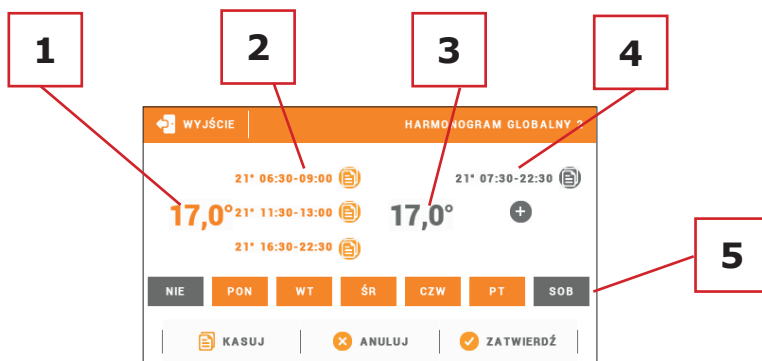 1 2 3 4
WYJŚCIE HARMONOGRAM GLOBALNY 2
21° 06:30-09:00 21° 07:30-22:30
17,0° 21° 11:30-13:00 17,0° +
21° 16:30-22:30
5
NIE PON WT ŚR CZW PT SOB
KASUJ ANULUJ ZATWIERDŹ